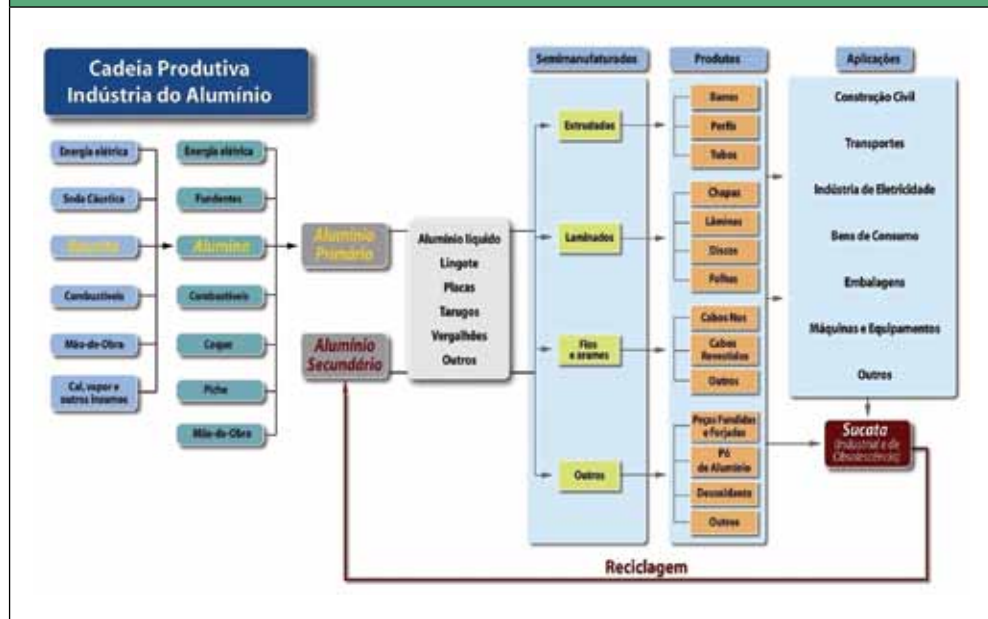 Cadeia Produtiva
Indústria do Alumínio
Energia elétrica
Soda Cáustica
Bauxita
Combustíveis
Mão-de-Obra
Cal, vapor e
outros insumos
Energia elétrica
Fundentes
Alumina
Combustíveis
Coque
Piche
Mão-de-Obra
Alumínio
Primário
Alumínio
Secundário
Alumínio líquido
Lingote
Placas
Tarugos
Vergalhões
Outros
Semimanufaturados
Extrudados
Laminados
Fios
e arames
Outros
Produtos
Barras
Perfis
Tubos
Chapas
Lâminas
Discos
Folhas
Cabos Nus
Cabos
Revestidos
Outros
Peças Fundidas
e Forjadas
Pó
de Alumínio
Desoxidante
Outros
Aplicações
Construção Civil
Transportes
Indústria de Eletricidade
Bens de Consumo
Embalagens
Máquinas e Equipamentos
Outros
Sucata
(Industrial e de
Obsolescência)
Reciclagem